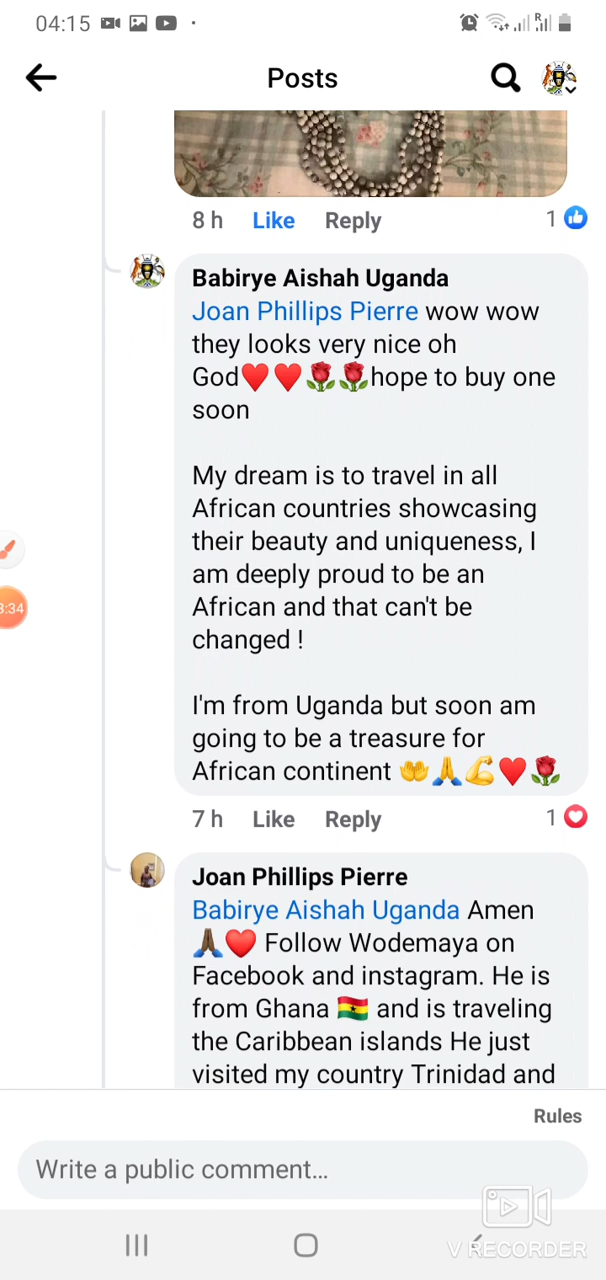 04:15
Posts
8 h Like Reply 1
Babirye Aishah Uganda
Joan Phillips Pierre wow wow
they looks very nice oh
God♥️♥️🌹🌹hope to buy one
soon
My dream is to travel in all
African countries showcasing
their beauty and uniqueness, I
am deeply proud to be an
African and that can't be
changed !
I'm from Uganda but soon am
going to be a treasure for
African continent 🤲🙏💪♥️🌹
7 h Like Reply 1
Joan Phillips Pierre
Babirye Aishah Uganda Amen
🙏🏾♥️ Follow Wodemaya on
Facebook and instagram. He is
from Ghana 🇬🇭 and is traveling
the Caribbean islands He just
visited my country Trinidad and
Rules
Write a public comment...
V RECORDER